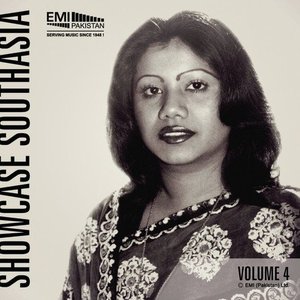 EMI
PAKISTAN
SERVING MUSIC SINCE 1948!
SHOWCASE SOUTHASIA
VOLUME 4
© EMI (Pakistan) Ltd.